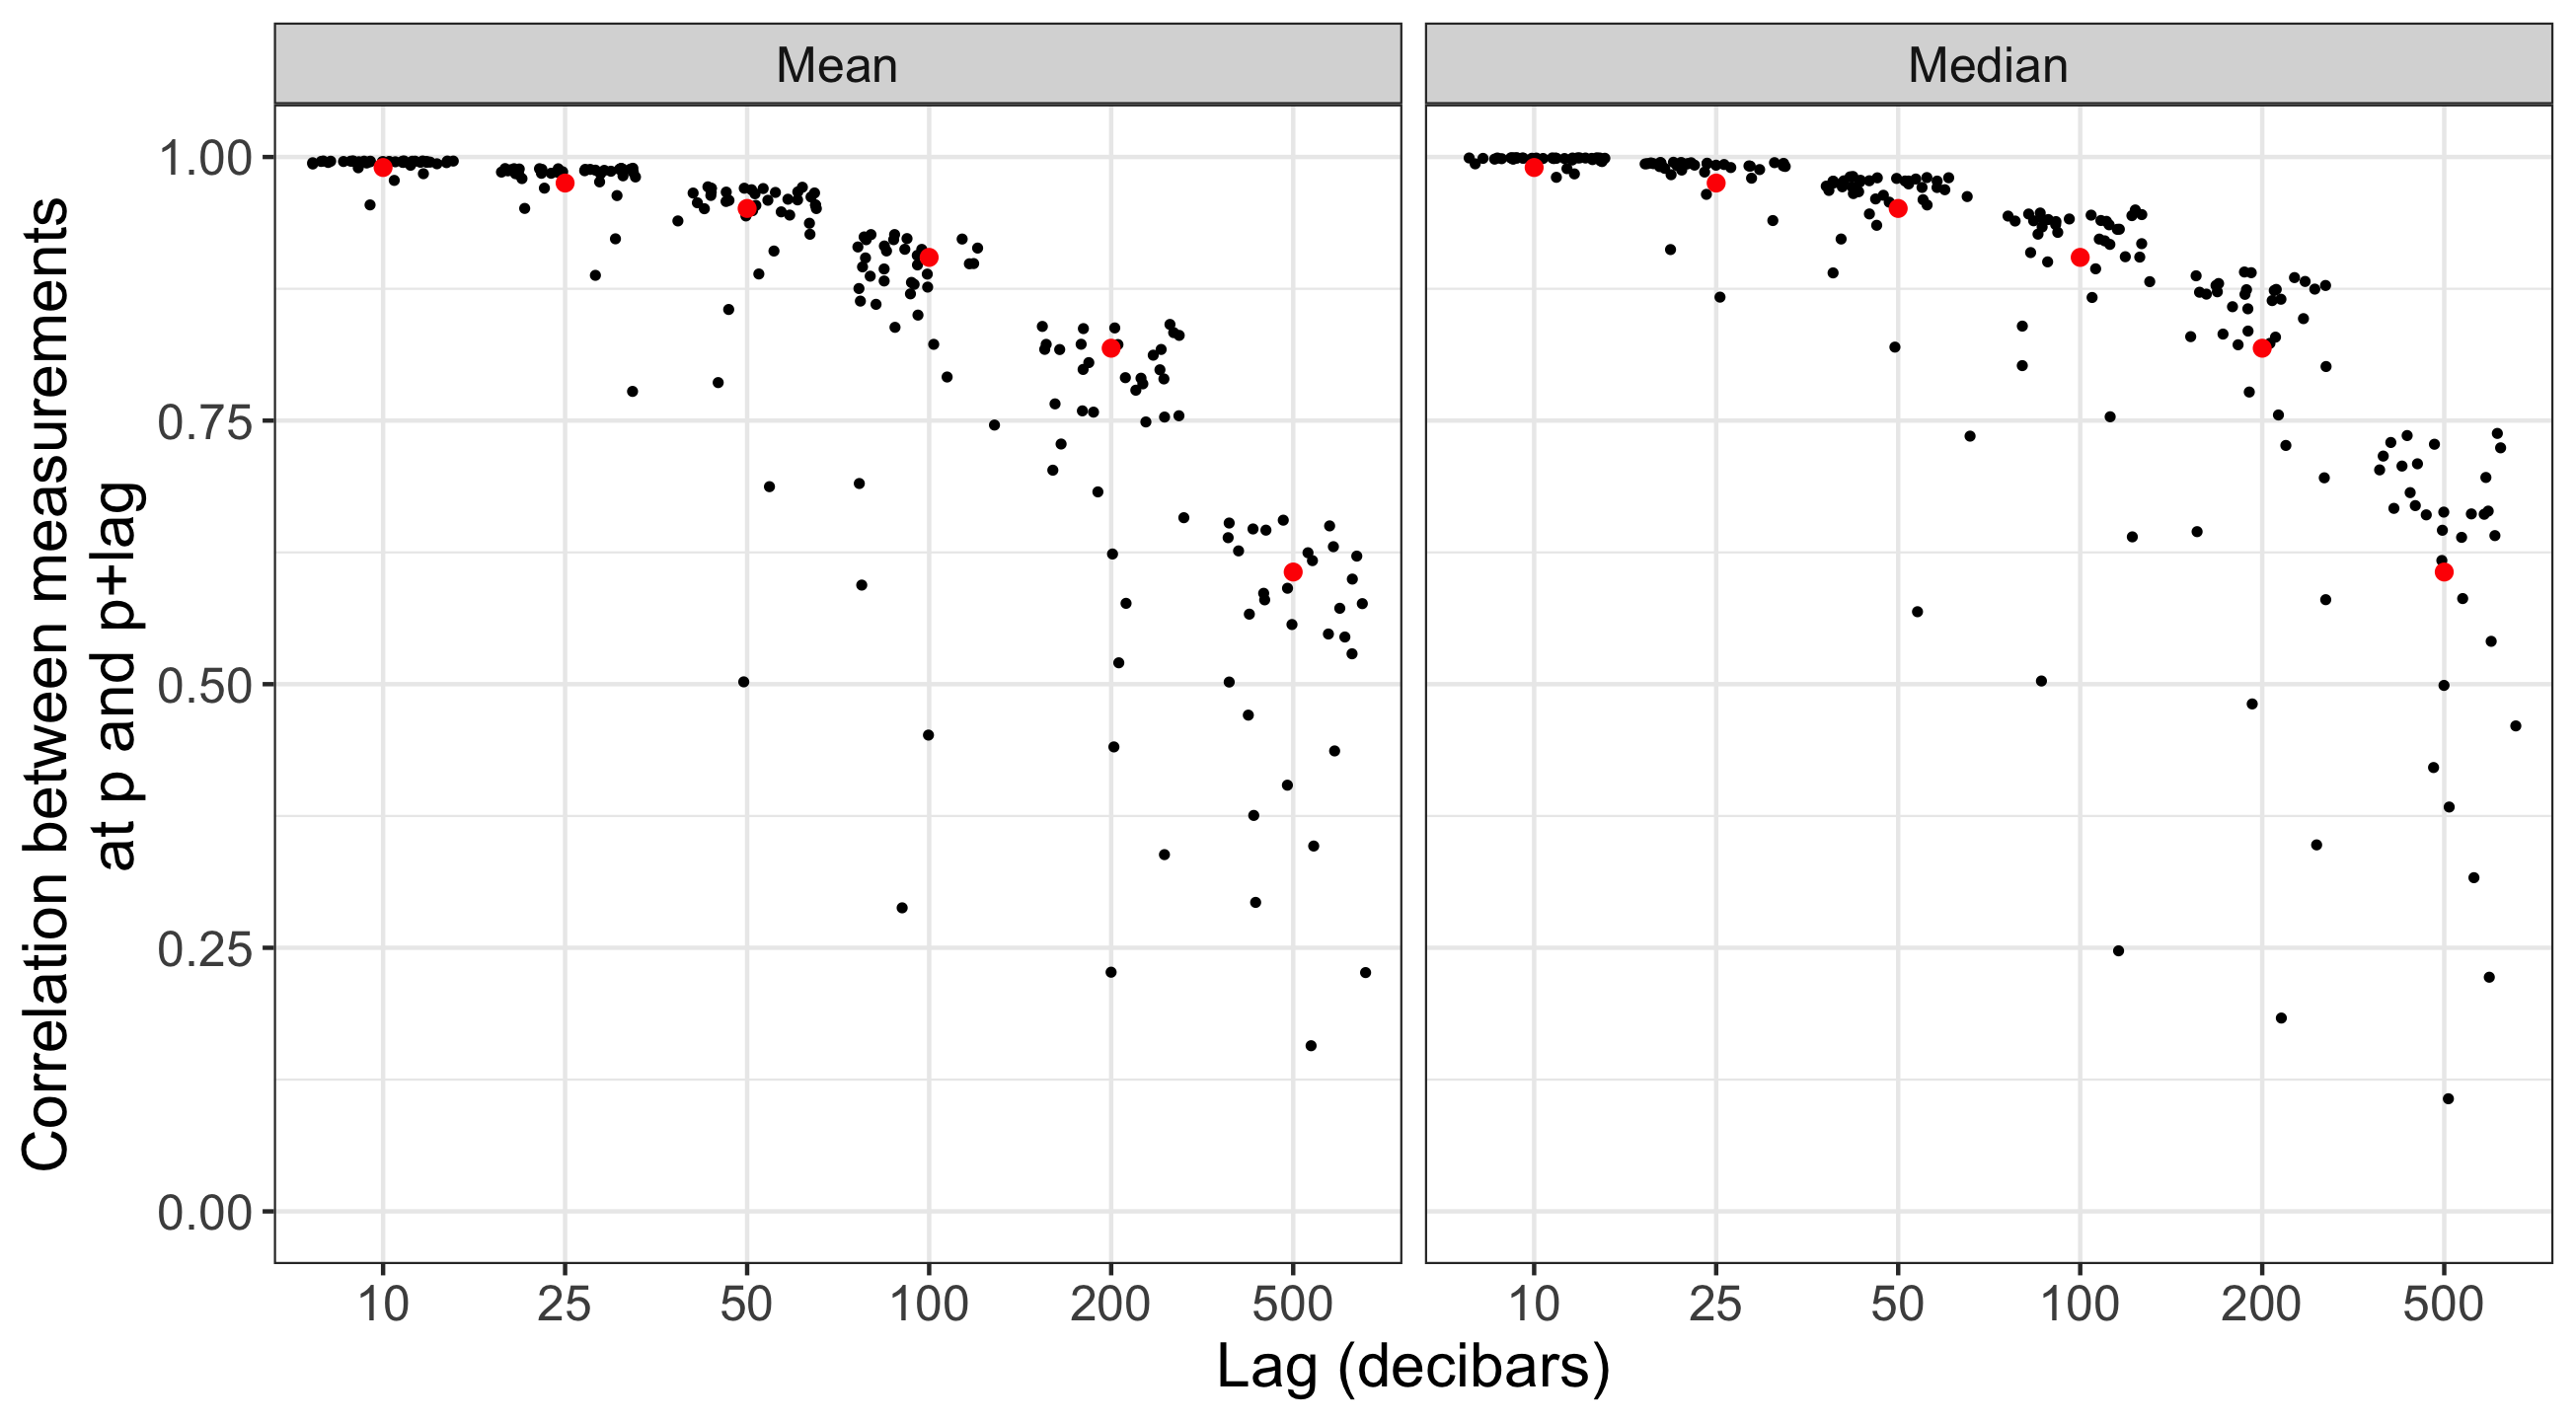 Mean
Median
Correlation between measurements
at p and p+lag
1.00
0.75
0.50
0.25
0.00
10 25 50 100 200 500
10 25 50 100 200 500
Lag (decibars)